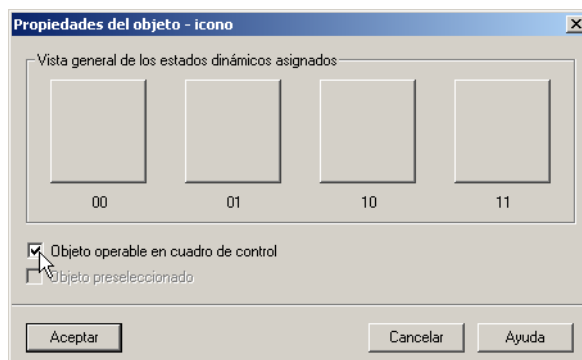 Propiedades del objeto - icono
Vista general de los estados dinámicos asignados
00 01 10 11
Objeto operable en cuadro de control
Objeto preseleccionado
Aceptar Cancelar Ayuda